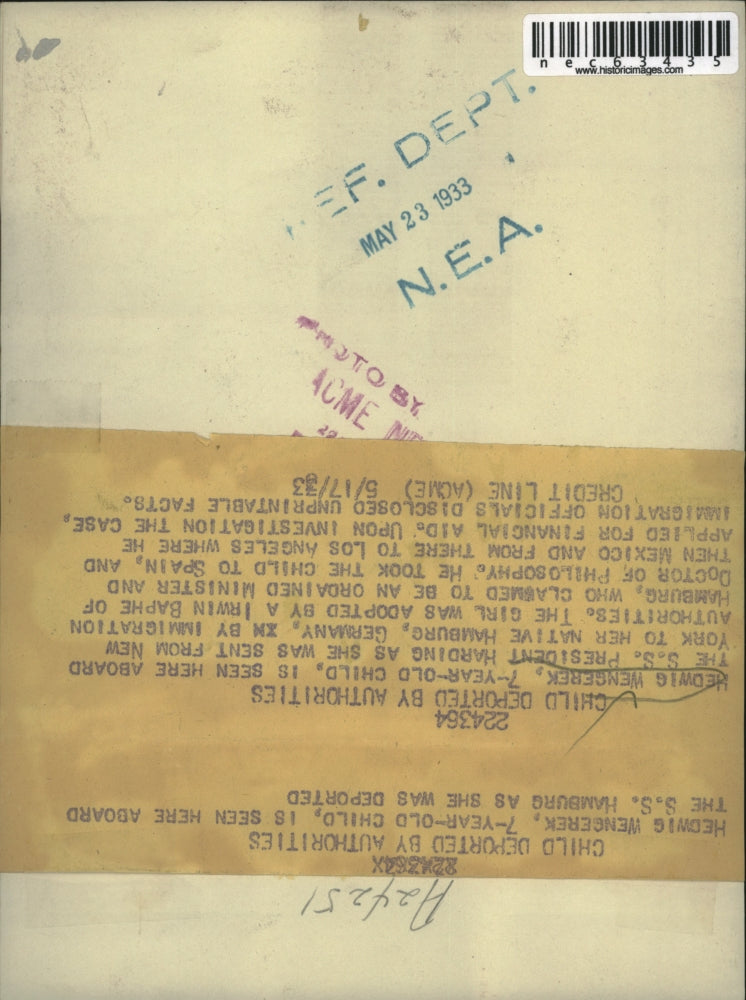 nec63435
www.historicimages.com
EF. DEPT.
MAY 23 1933
N.E.A.
PHOTO BY
ACME
A24251
CHILD DEPORTED BY AUTHORITIES
HEDWIG WENGEREK, 7-YEAR-OLD CHILD, IS SEEN HERE ABOARD
THE S.S. HAMBURG AS SHE WAS DEPORTED
224364
CHILD DEPORTED BY AUTHORITIES
HEDWIG WENGEREK, 7-YEAR-OLD CHILD, IS SEEN HERE ABOARD
THE S.S. PRESIDENT HARDING AS SHE WAS SENT FROM NEW
YORK TO HER NATIVE HAMBURG, GERMANY, BY IMMIGRATION
AUTHORITIES. THE GIRL WAS ADOPTED BY A IRWIN BAPHE OF
HAMBURG, WHO CLAIMED TO BE AN ORDAINED MINISTER AND
DOCTOR OF PHILOSOPHY. HE TOOK THE CHILD TO SPAIN, AND
THEN MEXICO AND FROM THERE TO LOS ANGELES WHERE HE
APPLIED FOR FINANCIAL AID. UPON INVESTIGATION THE CASE,
IMMIGRATION OFFICIALS DISCLOSED UNPRINTABLE FACTS.
CREDIT LINE (ACME) 5/17/33